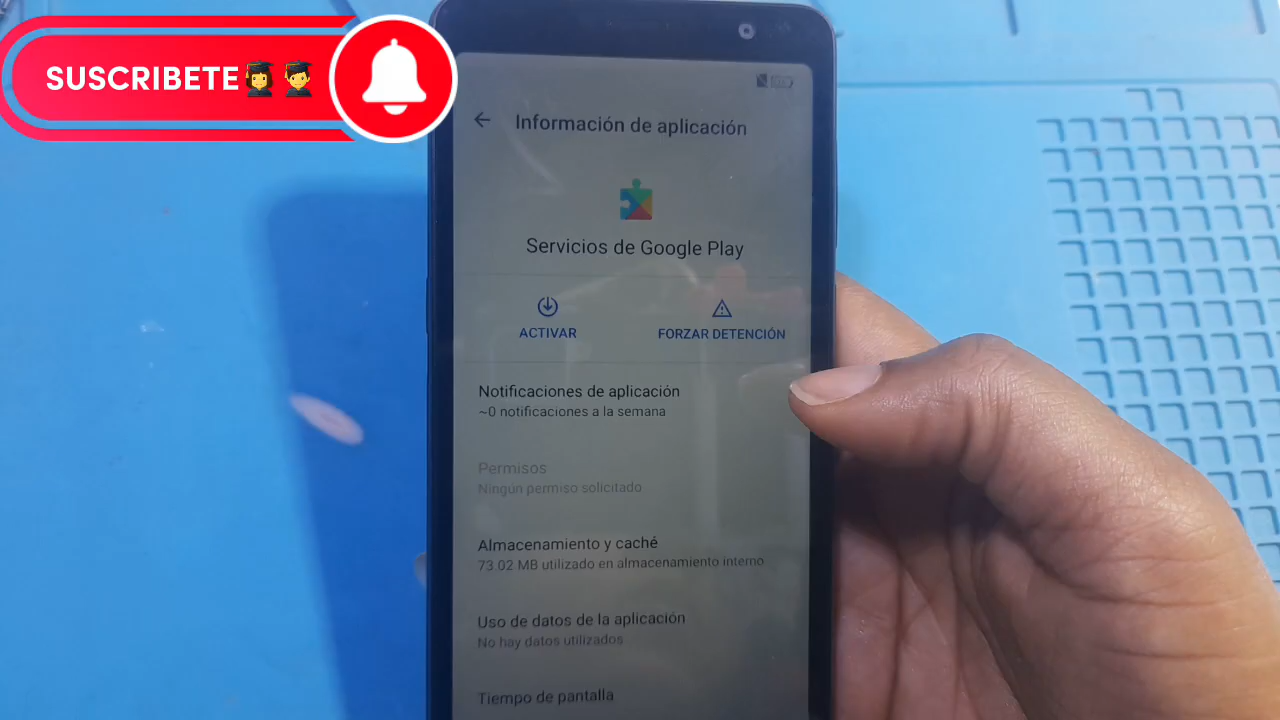 SUSCRIBETE
Información de aplicación
Servicios de Google Play
ACTIVAR
FORZAR DETENCIÓN
Notificaciones de aplicación
~0 notificaciones a la semana
Permisos
Ningún permiso solicitado
Almacenamiento y caché
73.02 MB utilizado en almacenamiento interno
Uso de datos de la aplicación
No hay datos utilizados
Tiempo de pantalla